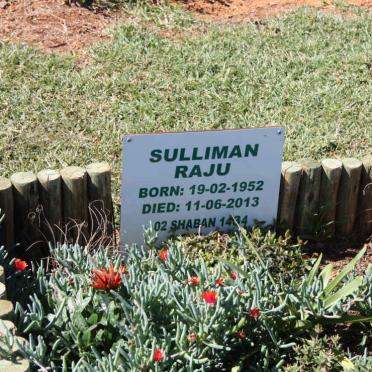 SULLIMAN
RAJU
BORN: 19-02-1952
DIED: 11-06-2013
02 SHABAN 1434